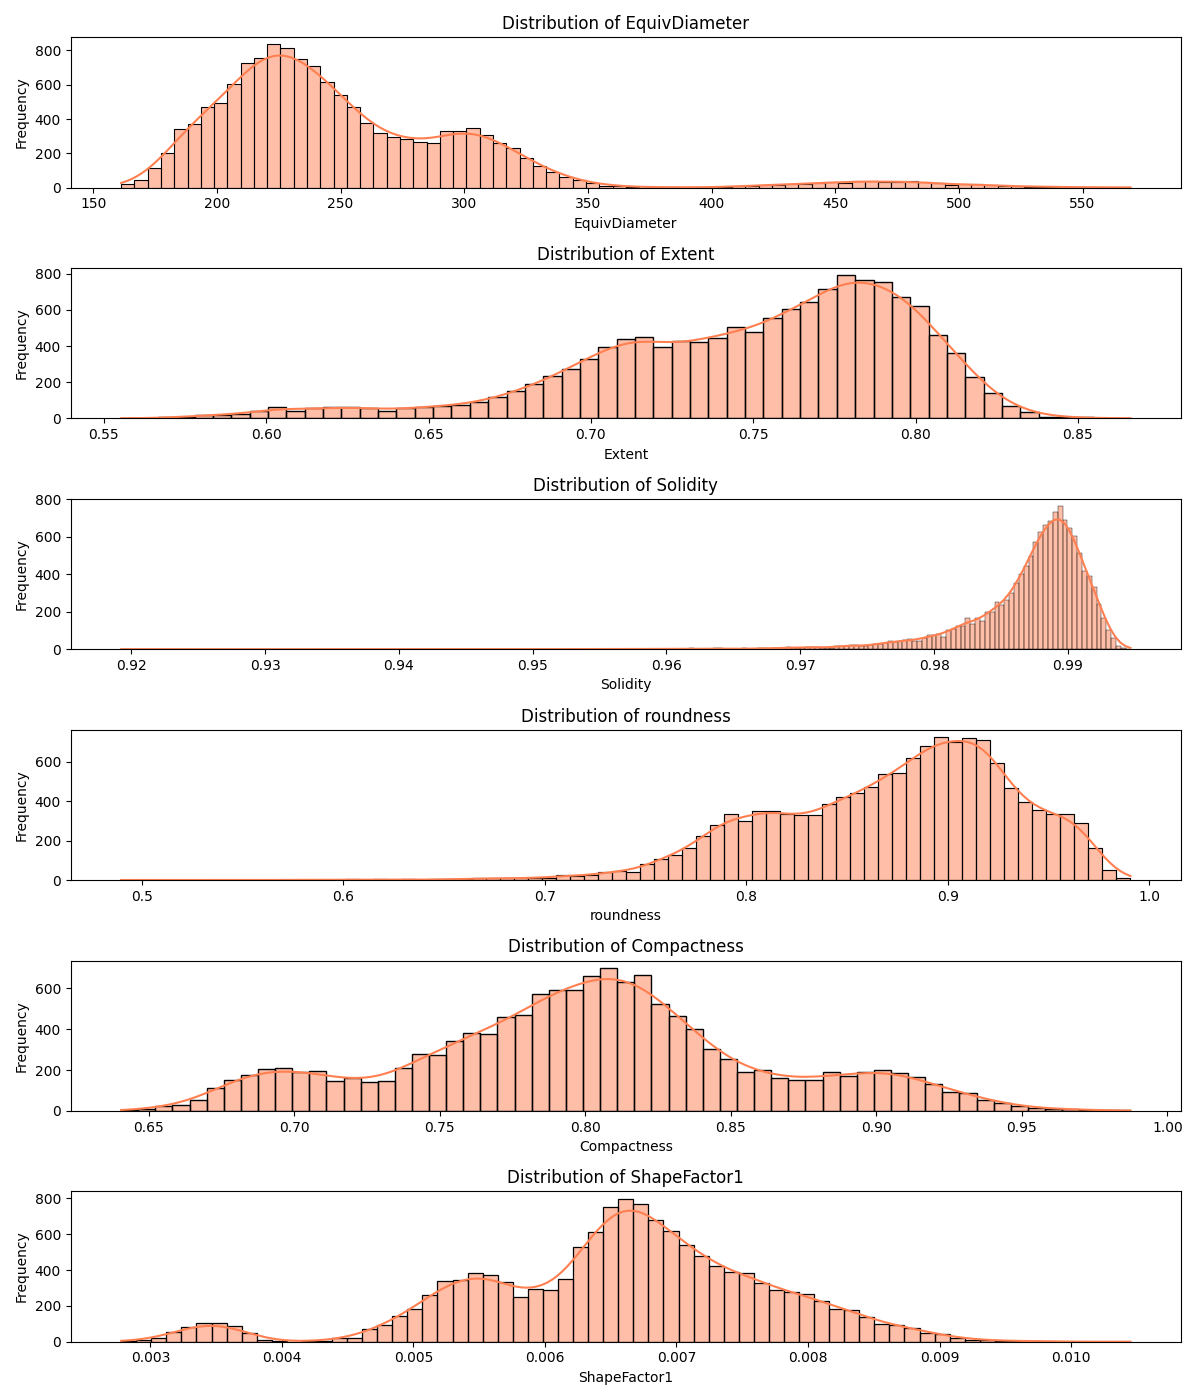 Distribution of EquivDiameter
Frequency
800
600
400
200
0
150 200 250 300 350 400 450 500 550
EquivDiameter
Distribution of Extent
Frequency
800
600
400
200
0
0.55 0.60 0.65 0.70 0.75 0.80 0.85
Extent
Distribution of Solidity
Frequency
800
600
400
200
0
0.92 0.93 0.94 0.95 0.96 0.97 0.98 0.99
Solidity
Distribution of roundness
Frequency
600
400
200
0
0.5 0.6 0.7 0.8 0.9 1.0
roundness
Distribution of Compactness
Frequency
600
400
200
0
0.65 0.70 0.75 0.80 0.85 0.90 0.95 1.00
Compactness
Distribution of ShapeFactor1
Frequency
800
600
400
200
0
0.003 0.004 0.005 0.006 0.007 0.008 0.009 0.010
ShapeFactor1